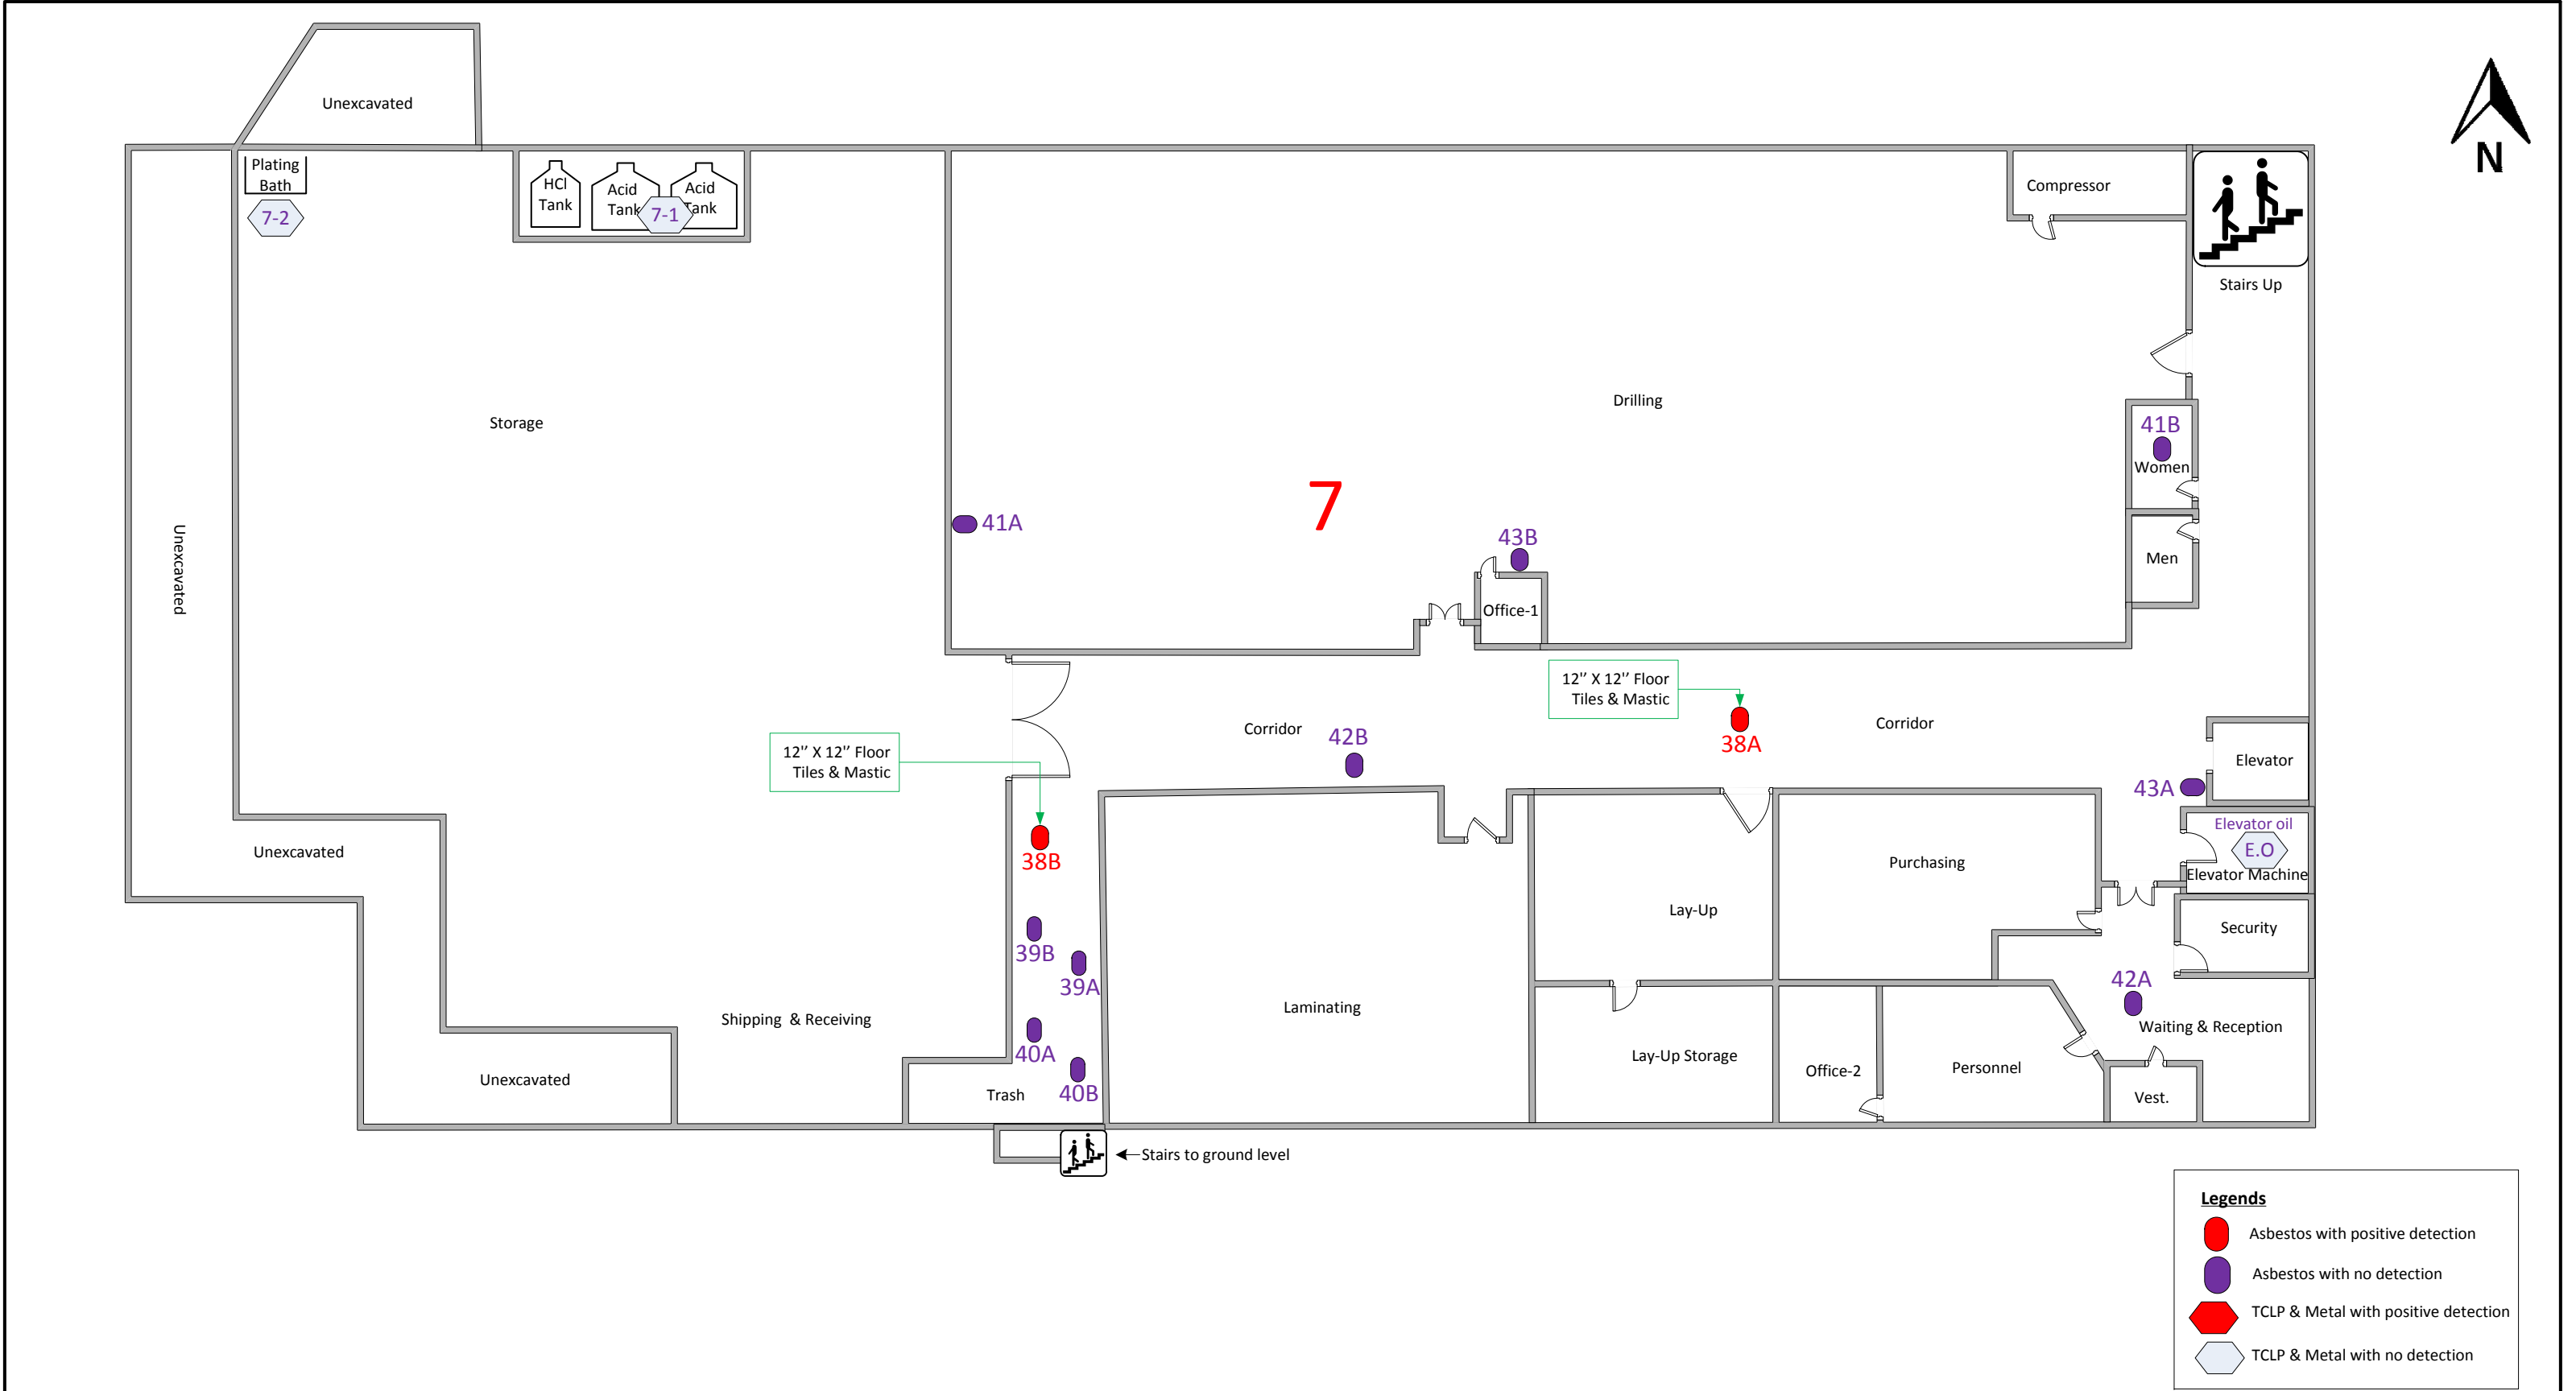 Unexcavated
N
Plating
Bath
7-2
HCl
Tank
Acid
Tank
7-1
Acid
Tank
Compressor
Stairs Up
Storage
Drilling
41B
Women
7
41A
43B
Men
Office-1
Unexcavated
12'' X 12'' Floor
Tiles & Mastic
38A
Corridor
Corridor
42B
12'' X 12'' Floor
Tiles & Mastic
38B
Elevator
43A
Elevator oil
E.O
Elevator Machine
Unexcavated
Purchasing
Lay-Up
Security
39B
39A
42A
Waiting & Reception
Laminating
Shipping & Receiving
40A
40B
Trash
Lay-Up Storage
Office-2
Personnel
Vest.
Unexcavated
Stairs to ground level
Legends
Asbestos with positive detection
Asbestos with no detection
TCLP & Metal with positive detection
TCLP & Metal with no detection